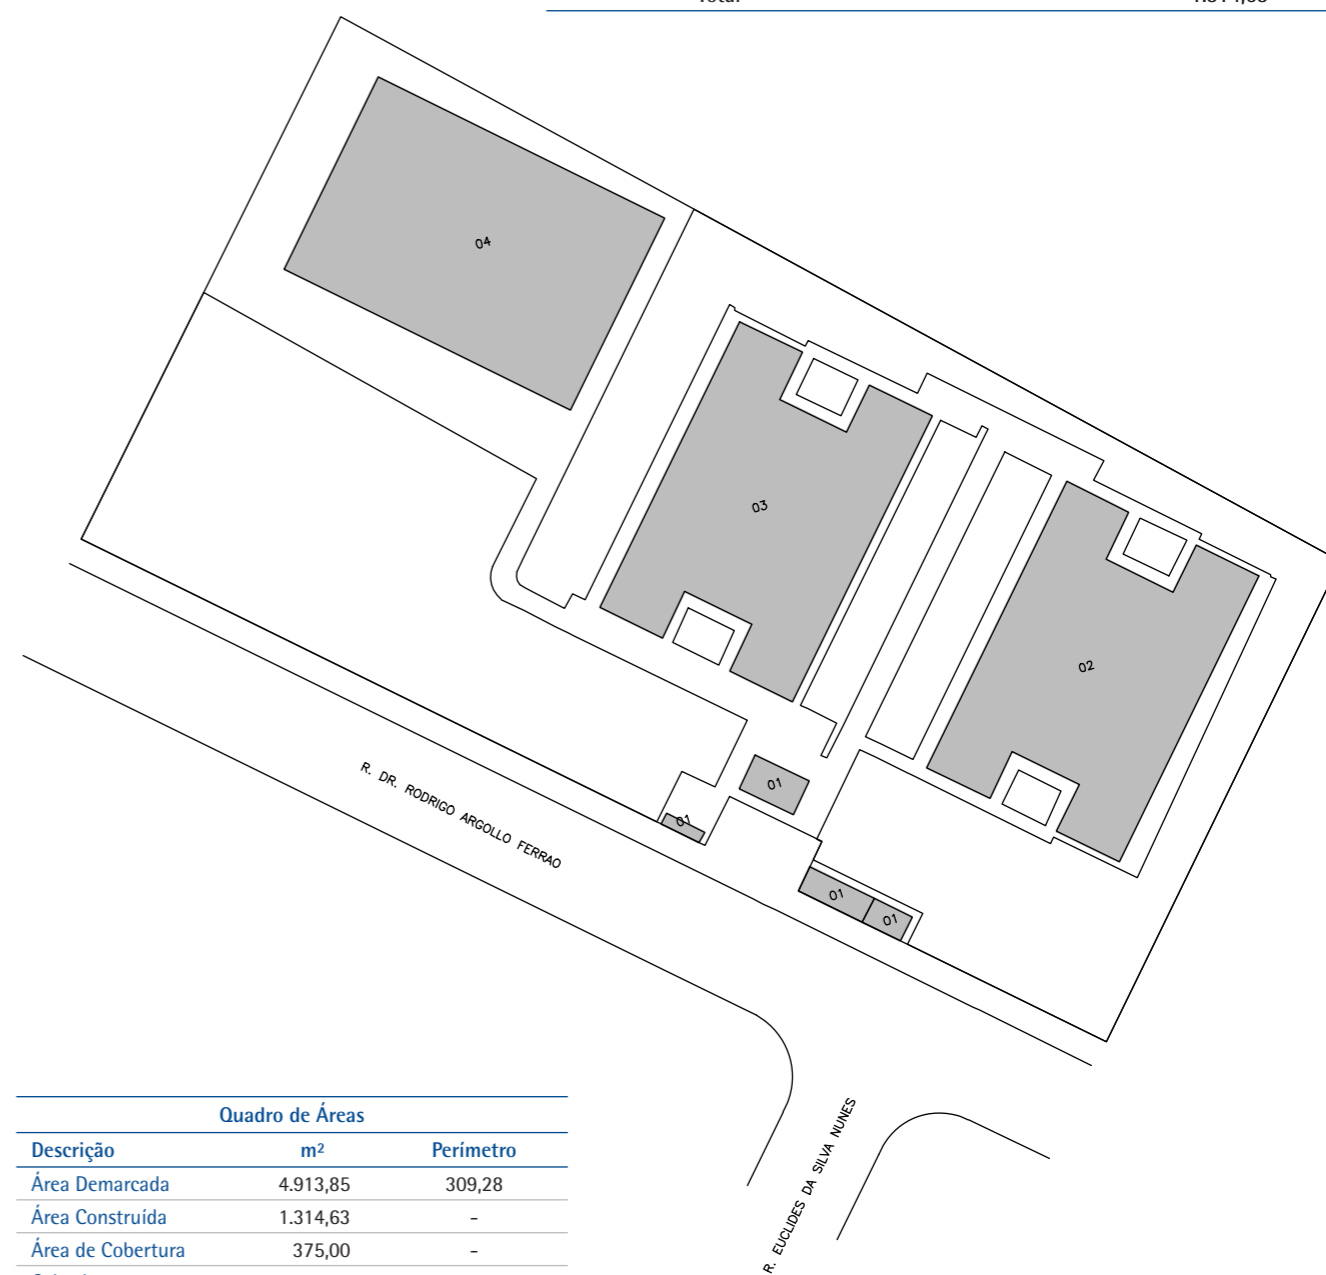 04
03
02
01
01
01
01
R. DR. RODRIGO ARGOLLO FERRAO
R. EUCLIDES DA SILVA NUNES
Quadro de Áreas
Descrição m² Perímetro
Área Demarcada 4.913,85 309,28
Área Construída 1.314,63 -
Área de Cobertura 375,00 -